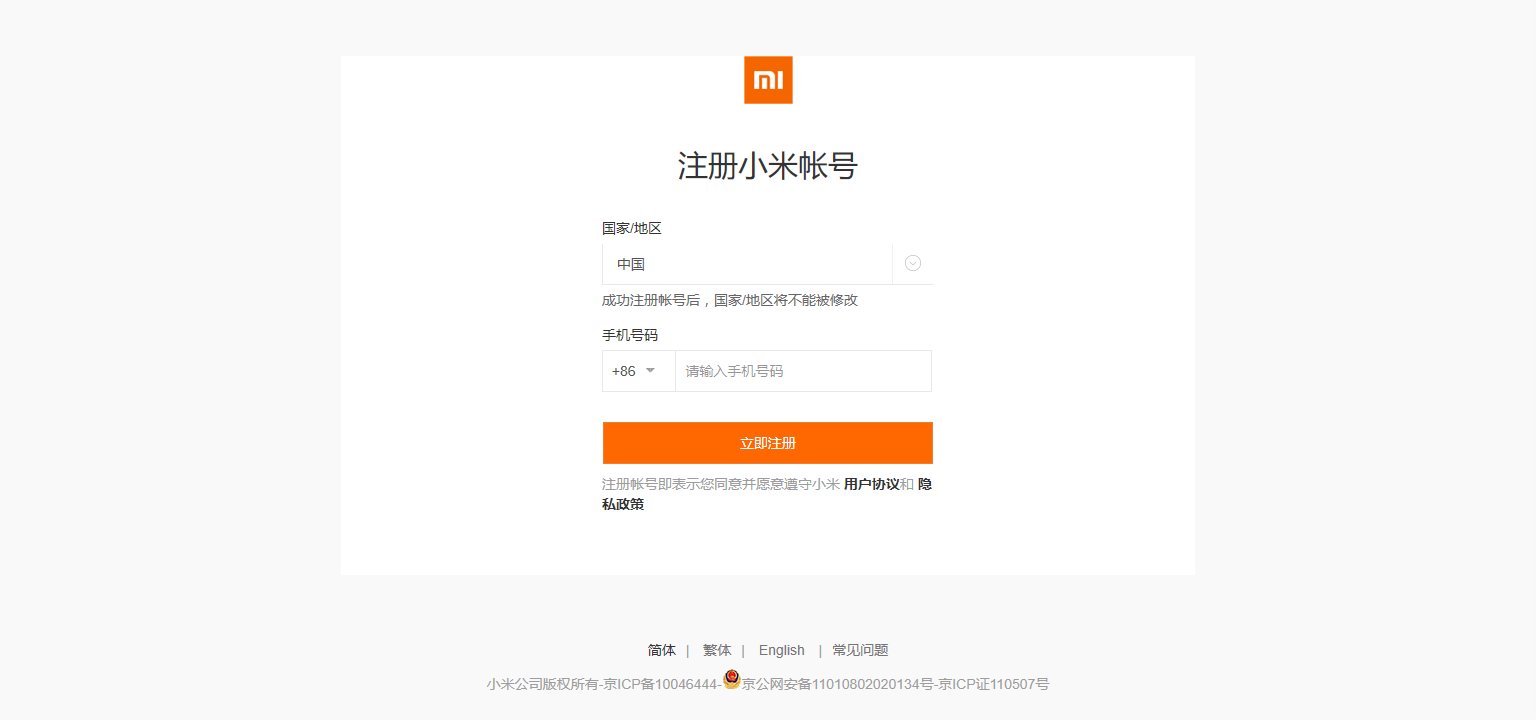 mi
注册小米帐号
国家/地区
中国
成功注册帐号后，国家/地区将不能被修改
手机号码
+86 请输入手机号码
立即注册
注册帐号即表示您同意并愿意遵守小米 用户协议和 隐
私政策
简体 | 繁体 | English | 常见问题
小米公司版权所有-京ICP备10046444-京公网安备11010802020134号-京ICP证110507号